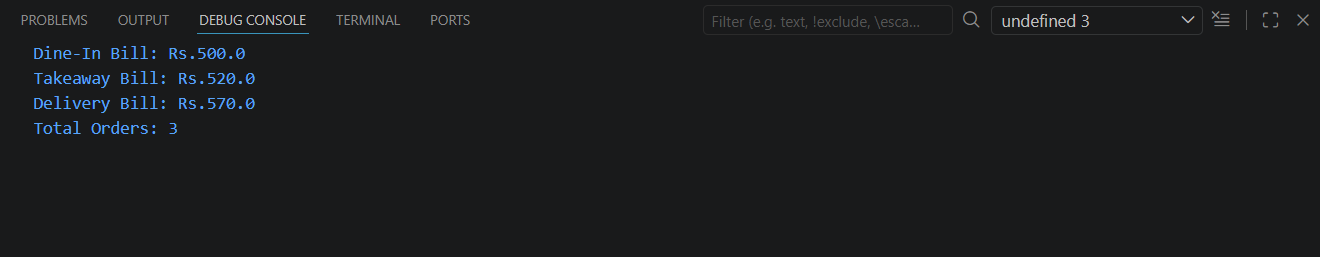 PROBLEMS OUTPUT DEBUG CONSOLE TERMINAL PORTS Filter (e.g. text, !exclude, \esca... undefined 3
Dine-In Bill: Rs.500.0
Takeaway Bill: Rs.520.0
Delivery Bill: Rs.570.0
Total Orders: 3